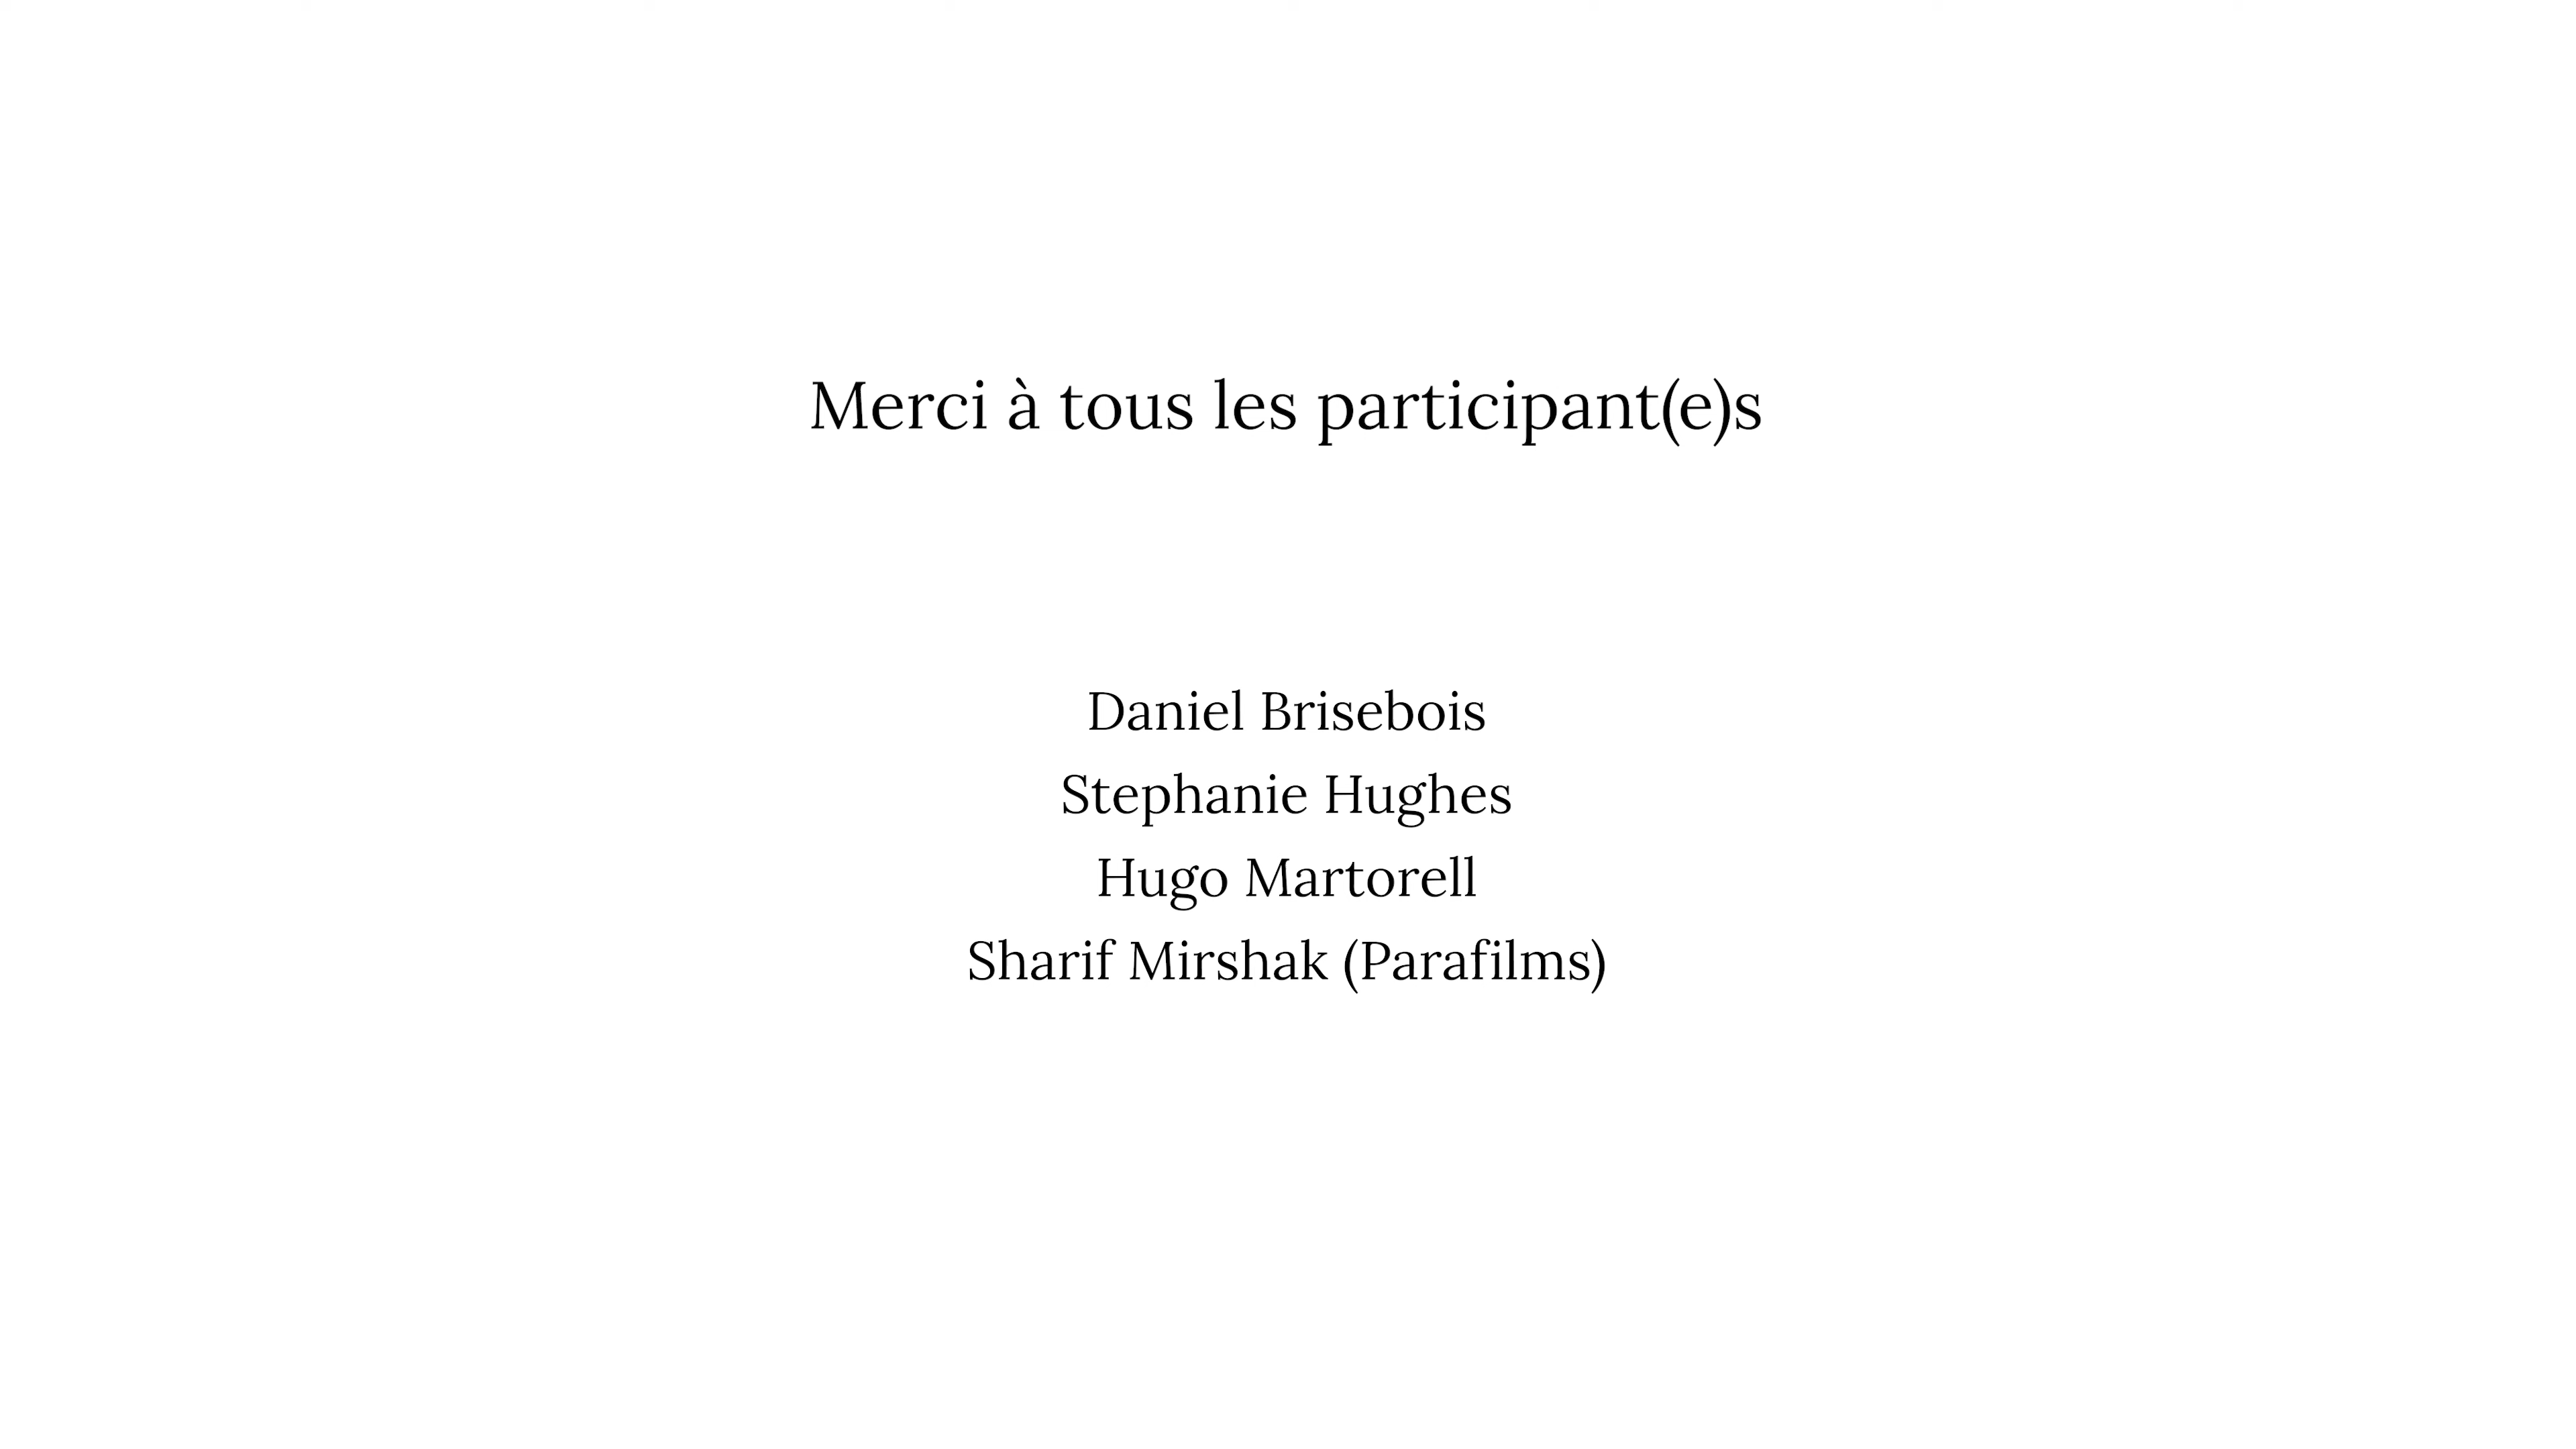 Merci à tous les participant(e)s
Daniel Brisebois
Stephanie Hughes
Hugo Martorell
Sharif Mirshak (Parafilms)